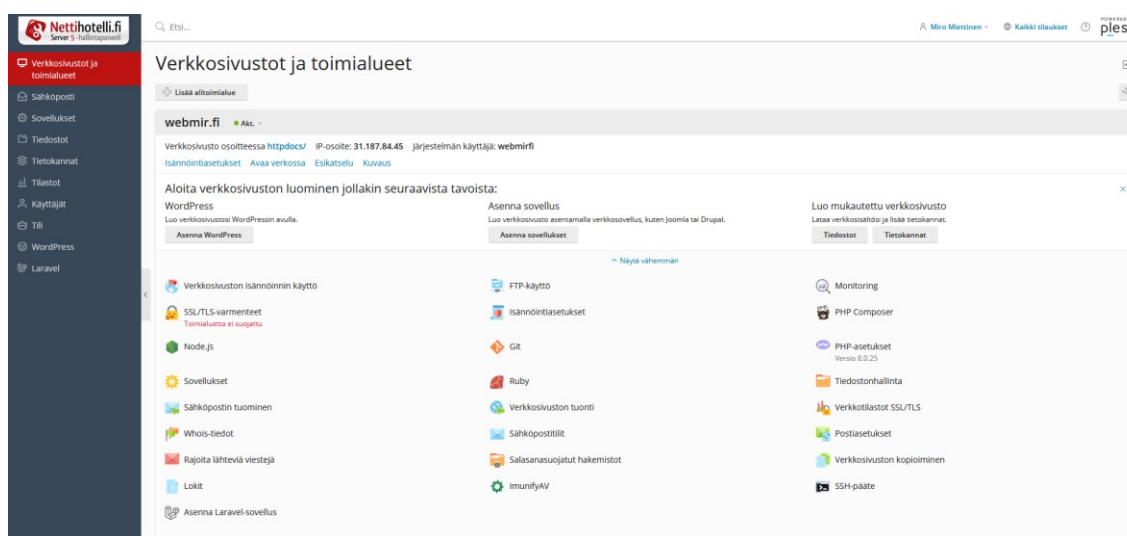 Nettihotelli.fi
Server 5 -hallintapaneeli
Etsi...
Miro Miettinen
Kaikki tilaukset
POWERED
ples
Verkkosivustot ja
toimialueet
Sähköposti
Sovellukset
Tiedostot
Tietokannat
Tilastot
Käyttäjät
Tili
WordPress
Laravel
Verkkosivustot ja toimialueet
Lisää alitoimialue
webmir.fi Akt.
Verkkosivusto osoitteessa httpdocs/ IP-osoite: 31.187.84.45 Järjestelmän käyttäjä: webmirfi
Isännöintiasetukset Avaa verkossa Esikatselu Kuvaus
Aloita verkkosivuston luominen jollakin seuraavista tavoista:
WordPress
Luo verkkosivustosi WordPressin avulla.
Asenna WordPress
Asenna sovellus
Luo verkkosivusto asentamalla verkkosovellus, kuten Joomla tai Drupal.
Asenna sovellukset
Luo mukautettu verkkosivusto
Lataa verkkosisältösi ja lisää tietokannat.
Tiedostot Tietokannat
Näytä vähemmän
Verkkosivuston isännöinnin käyttö FTP-käyttö Monitoring
SSL/TLS-varmenteet Isännöintiasetukset PHP Composer
Toimialuetta ei suojattu
Node.js Git PHP-asetukset
Versio 8.0.25
Sovellukset Ruby Tiedostonhallinta
Sähköpostin tuominen Verkkosivuston tuonti Verkkotilastot SSL/TLS
Whois-tiedot Sähköpostitilit Postiasetukset
Rajoita lähteviä viestejä Salasanasuojatut hakemistot Verkkosivuston kopioiminen
Lokit ImunifyAV SSH-pääte
Asenna Laravel-sovellus